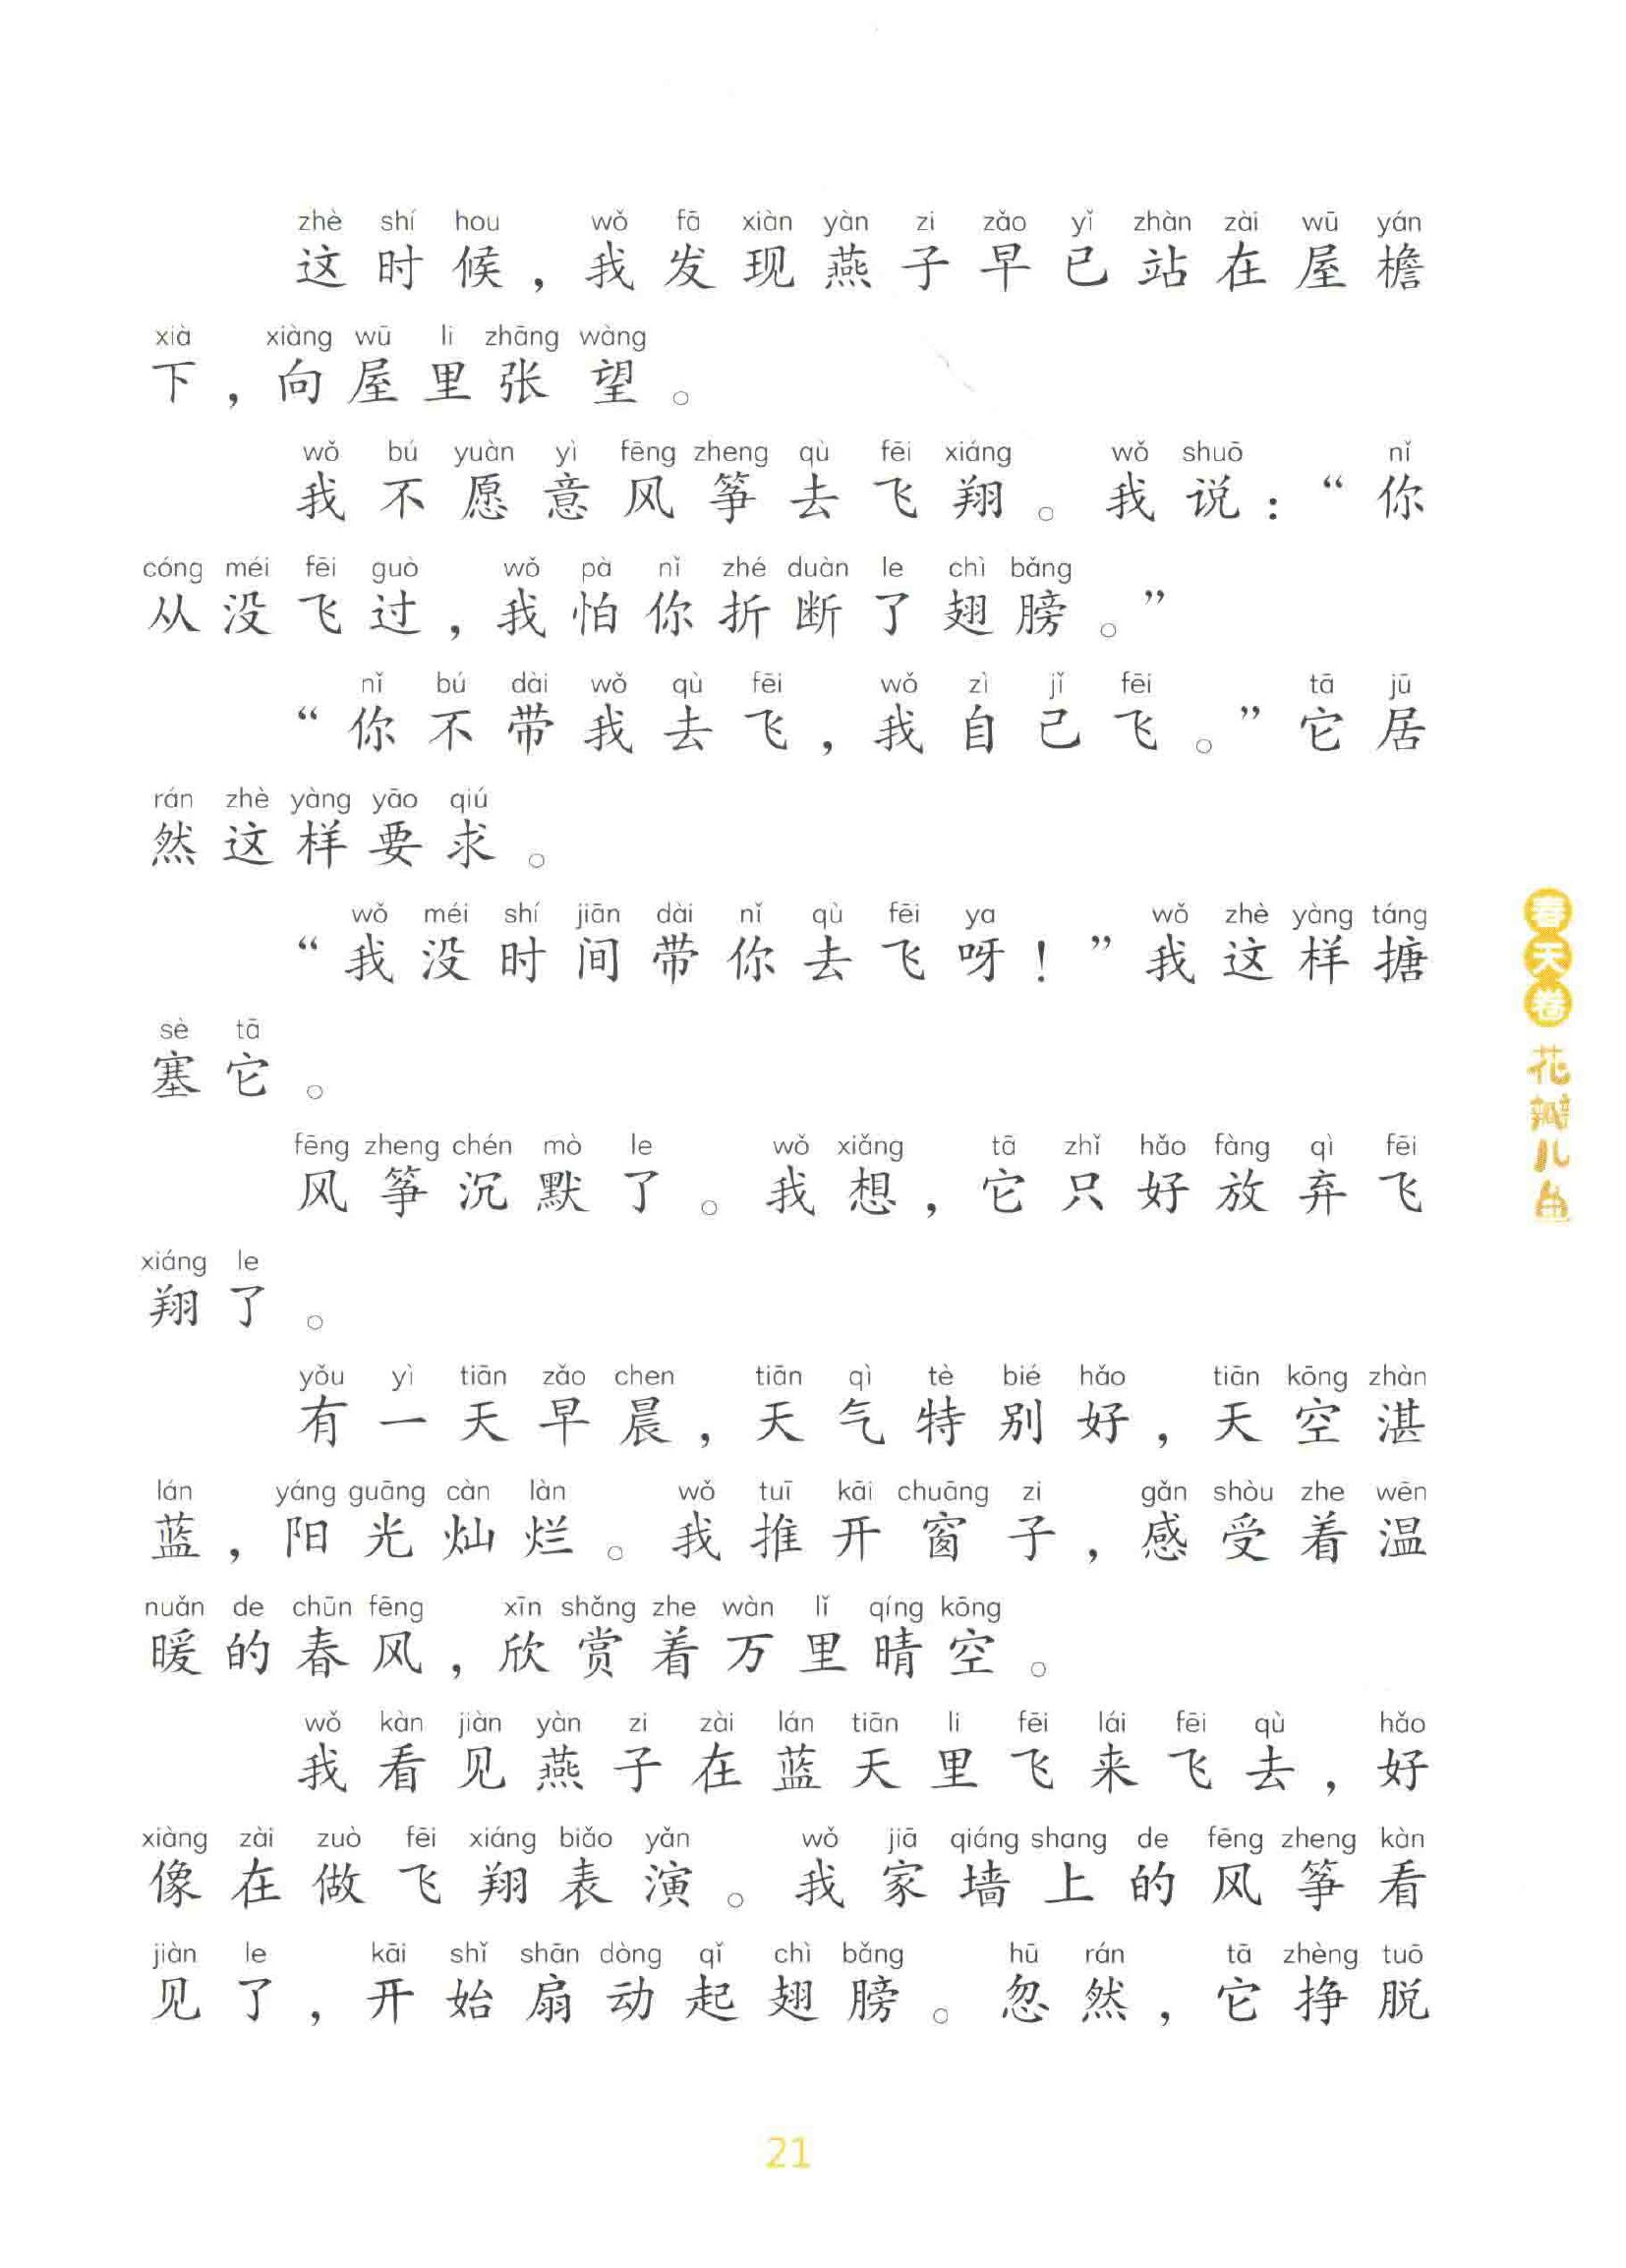 zhè shí hou wǒ fā xiàn yàn zi zǎo yǐ zhàn zài wū yán
这时候，我发现燕子早已站在屋檐
xià xiàng wū li zhāng wàng
下，向屋里张望。
wǒ bú yuàn yì fēng zheng qù fēi xiáng wǒ shuō nǐ
我不愿意风筝去飞翔。我说：“你
cóng méi fēi guò wǒ pà nǐ zhé duàn le chì bǎng
从没飞过，我怕你折断了翅膀。”
nǐ bú dài wǒ qù fēi wǒ zì jǐ fēi tā jū
“你不带我去飞，我自己飞。”它居
rán zhè yàng yāo qiú
然这样要求。
wǒ méi shí jiān dài nǐ qù fēi ya wǒ zhè yàng táng
“我没时间带你去飞呀！”我这样搪
sè tā
塞它。
fēng zheng chén mò le wǒ xiǎng tā zhǐ hǎo fàng qì fēi
风筝沉默了。我想，它只好放弃飞
xiáng le
翔了。
yǒu yì tiān zǎo chen tiān qì tè bié hǎo tiān kōng zhàn
有一天早晨，天气特别好，天空湛
lán yáng guāng càn làn wǒ tuī kāi chuāng zi gǎn shòu zhe wēn
蓝，阳光灿烂。我推开窗子，感受着温
nuǎn de chūn fēng xīn shǎng zhe wàn lǐ qíng kōng
暖的春风，欣赏着万里晴空。
wǒ kàn jiàn yàn zi zài lán tiān li fēi lái fēi qù hǎo
我看见燕子在蓝天里飞来飞去，好
xiàng zài zuò fēi xiáng biǎo yǎn wǒ jiā qiáng shang de fēng zheng kàn
像在做飞翔表演。我家墙上的风筝看
jiàn le kāi shǐ shān dòng qǐ chì bǎng hū rán tā zhèng tuō
见了，开始扇动起翅膀。忽然，它挣脱
春天卷
花瓣儿鱼
21